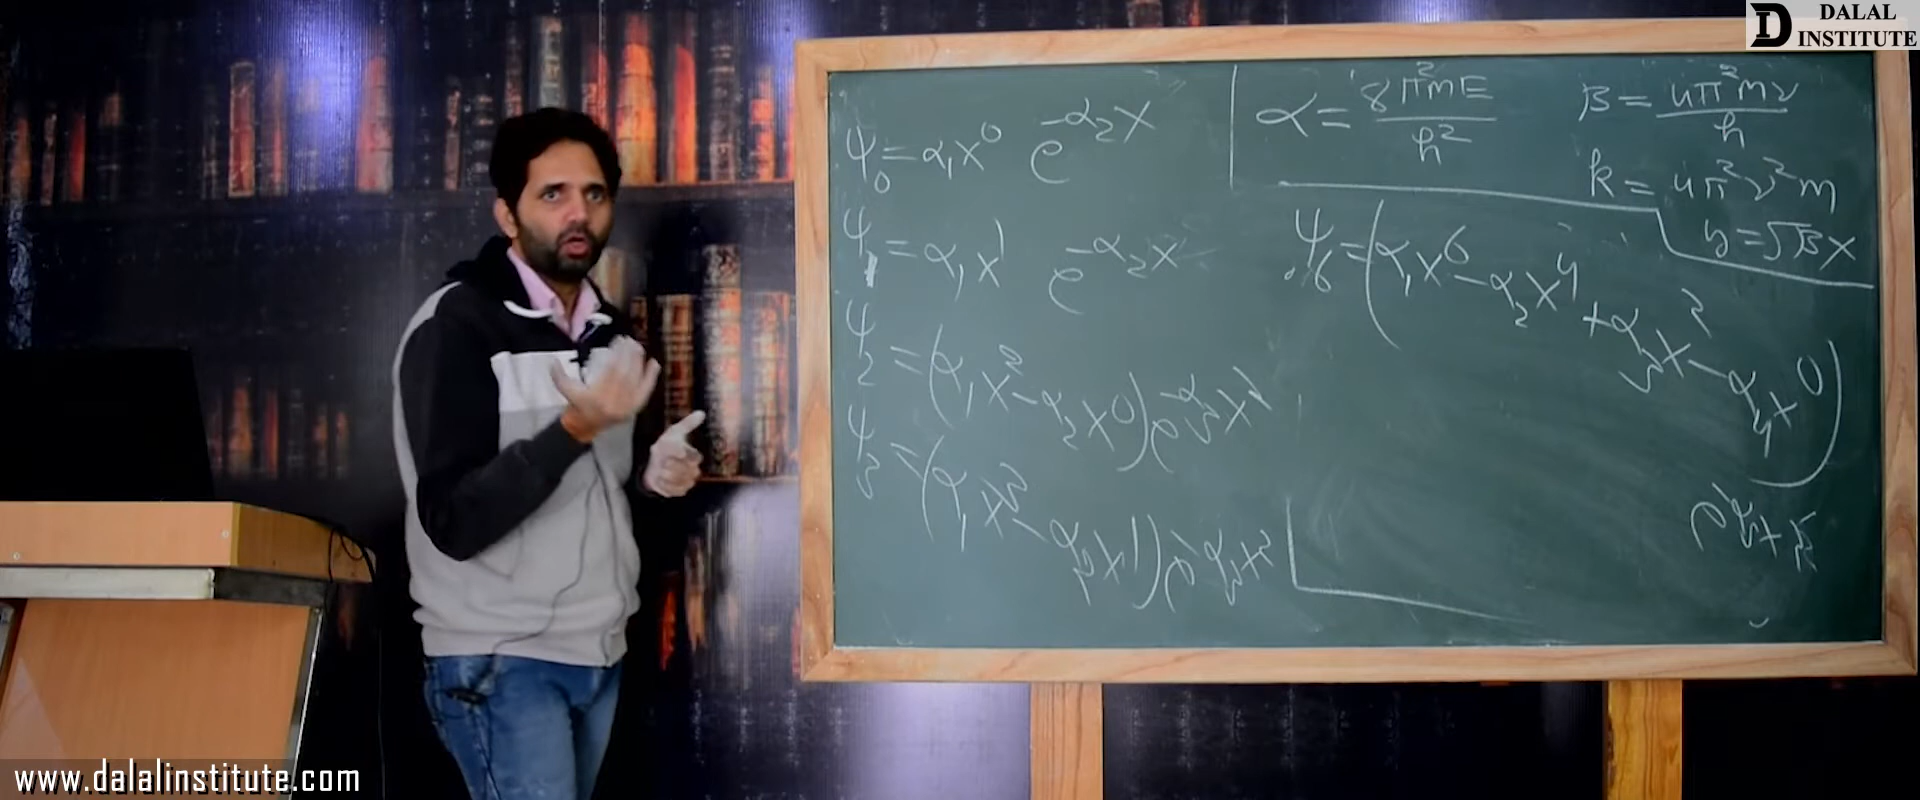 DALAL
INSTITUTE
ψ₀ = α₁x⁰ e^(-α₂x
ψ₁ = α₁x¹ e^(-α₂x
ψ₂ = (α₁x² - α₂x⁰) e^(-α₃x²
ψ₃ = (α₁x³ - α₂x¹) e^(-α₃x²
α = 8π²mE / h²
β = 4π²mν / h
k = 4π²ν²m
y = √βx
ψ₆ = (α₁x⁶ - α₂x⁴ + α₃x² - α₄x⁰)
www.dalalinstitute.com